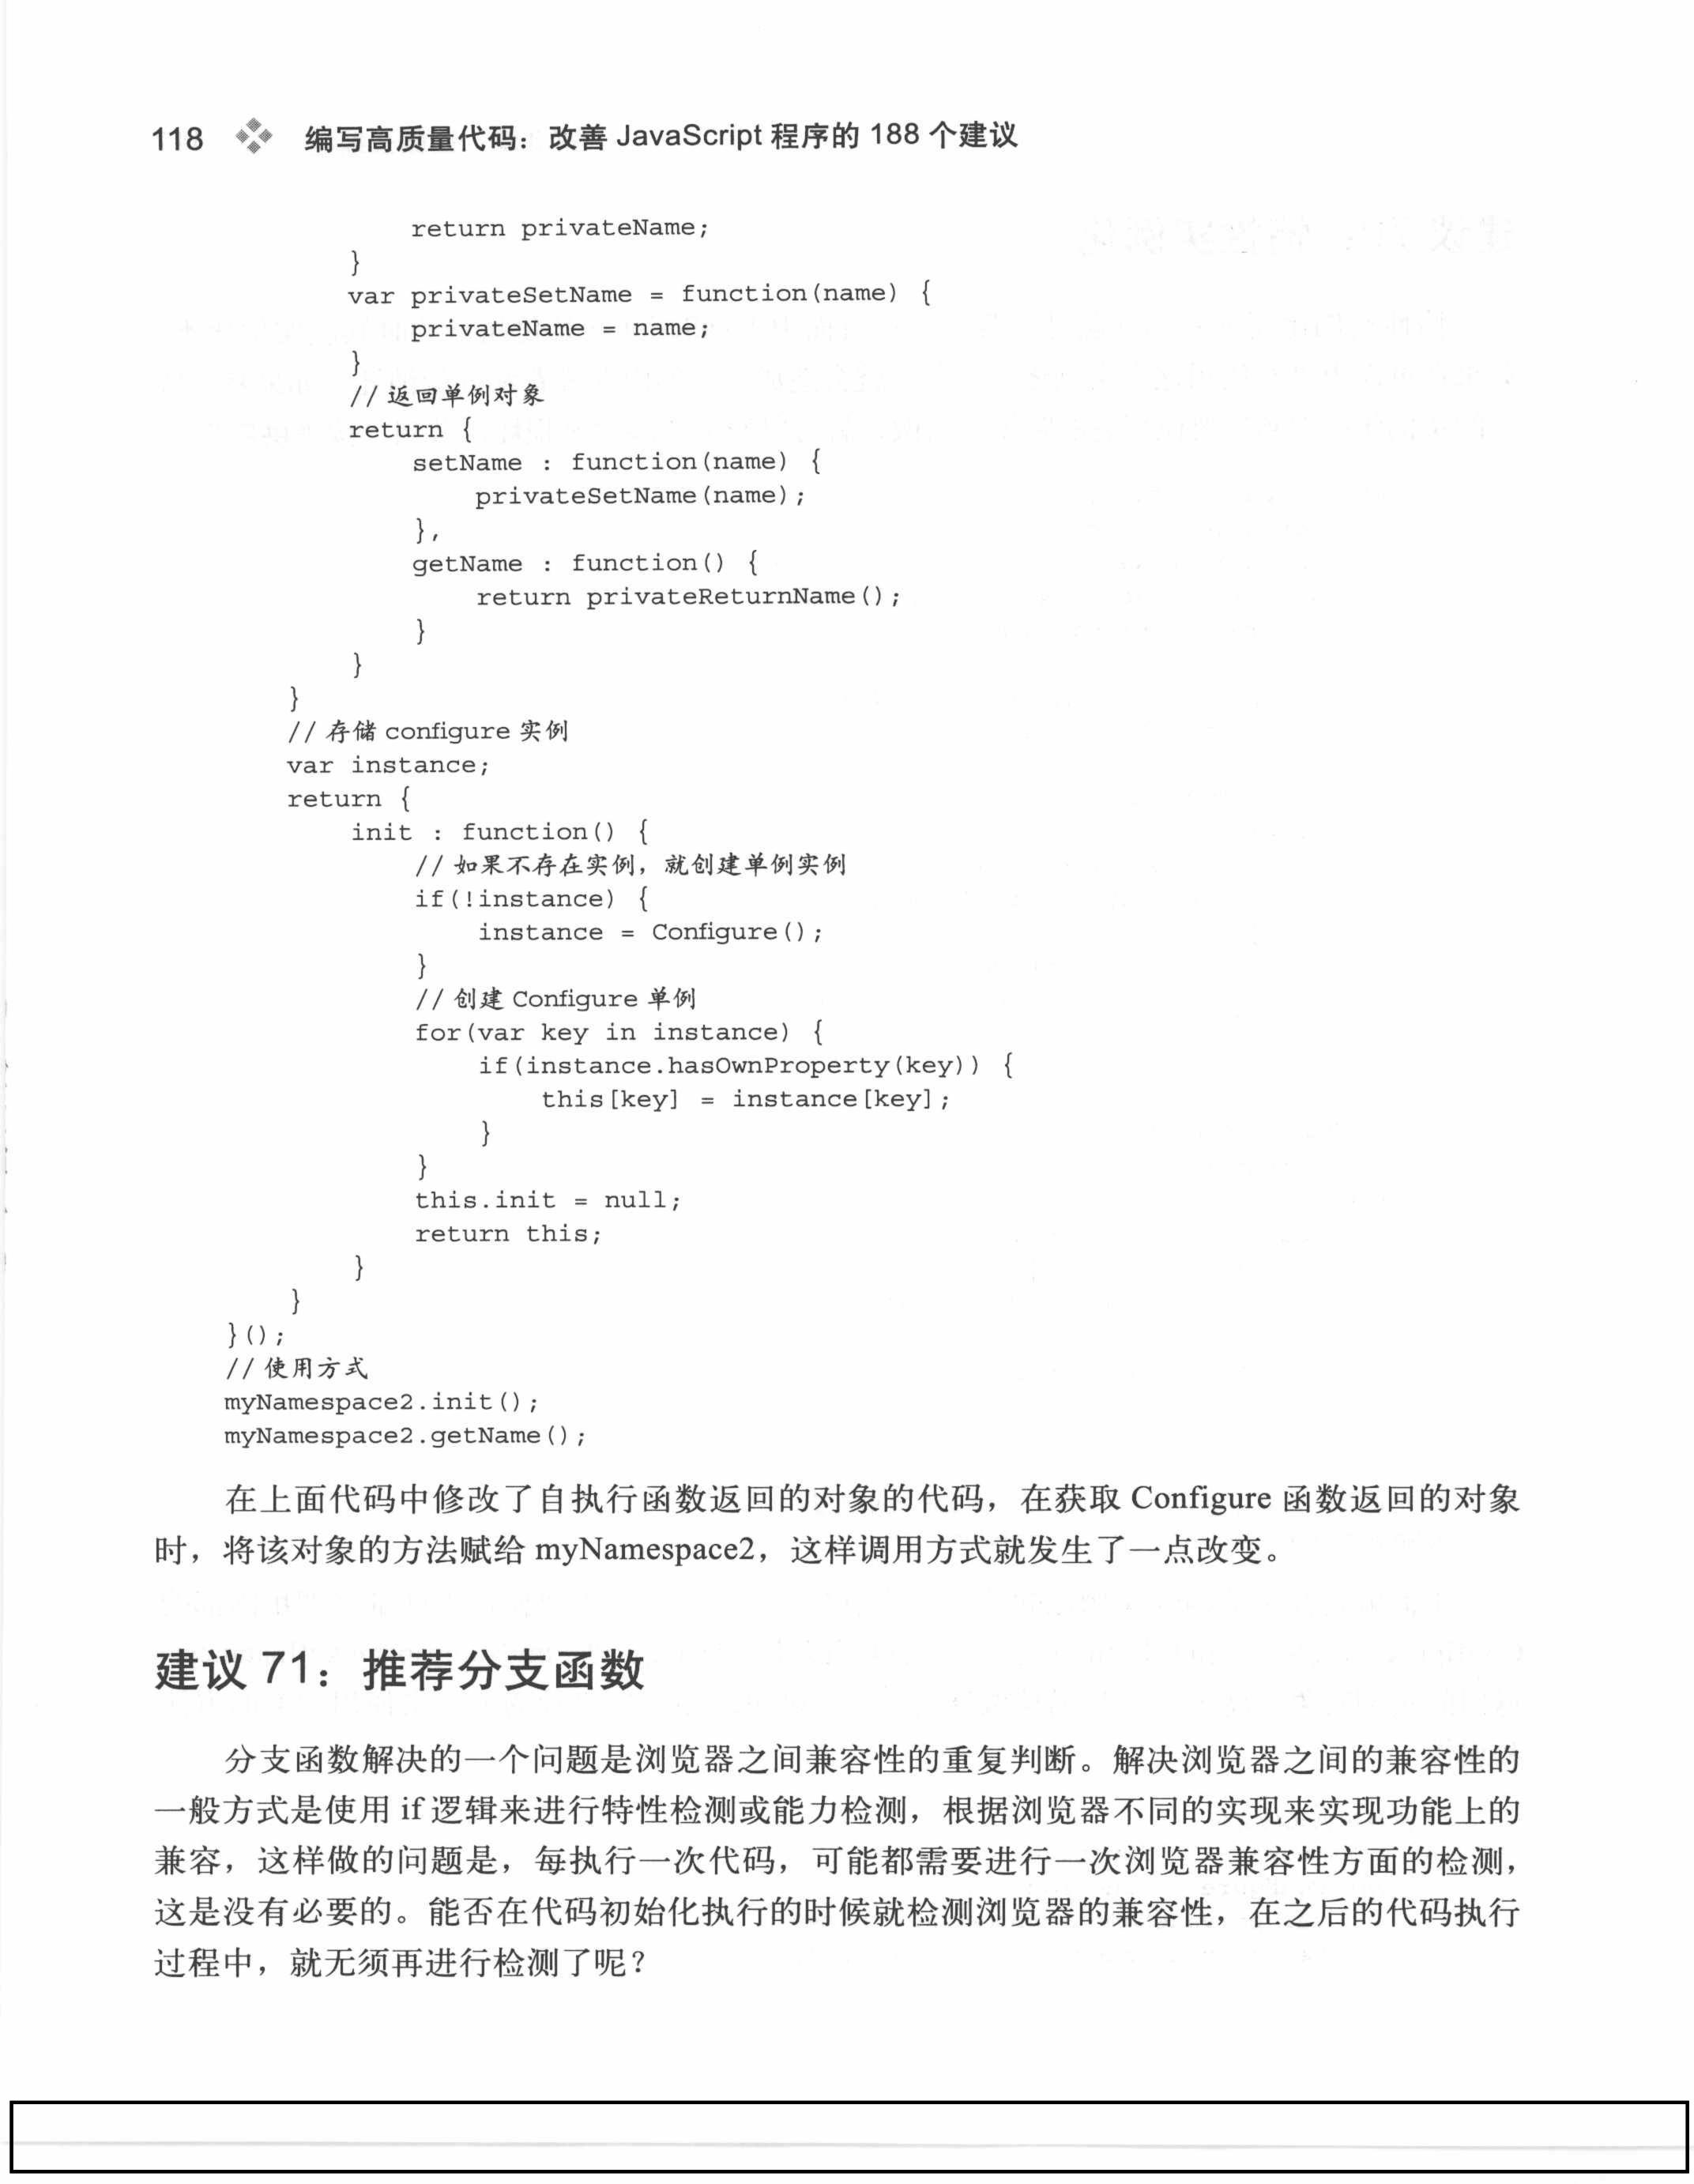 118 编写高质量代码：改善 JavaScript 程序的 188 个建议
            return privateName;
        }
        var privateSetName = function(name) {
            privateName = name;
        }
        // 返回单例对象
        return {
            setName : function(name) {
                privateSetName(name);
            },
            getName : function() {
                return privateReturnName();
            }
        }
    }
    // 存储 configure 实例
    var instance;
    return {
        init : function() {
            // 如果不存在实例，就创建单例实例
            if(!instance) {
                instance = Configure();
            }
            // 创建 Configure 单例
            for(var key in instance) {
                if(instance.hasOwnProperty(key)) {
                    this[key] = instance[key];
                }
            }
            this.init = null;
            return this;
        }
    }
}();
// 使用方式
myNamespace2.init();
myNamespace2.getName();
在上面代码中修改了自执行函数返回的对象的代码，在获取 Configure 函数返回的对象
时，将该对象的方法赋给 myNamespace2，这样调用方式就发生了一点改变。
建议 71：推荐分支函数
分支函数解决的一个问题是浏览器之间兼容性的重复判断。解决浏览器之间的兼容性的
一般方式是使用 if 逻辑来进行特性检测或能力检测，根据浏览器不同的实现来实现功能上的
兼容，这样做的问题是，每执行一次代码，可能都需要进行一次浏览器兼容性方面的检测，
这是没有必要的。能否在代码初始化执行的时候就检测浏览器的兼容性，在之后的代码执行
过程中，就无须再进行检测了呢？